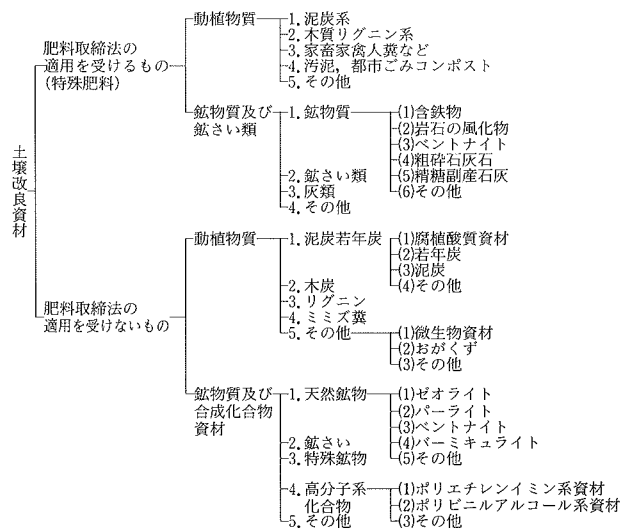 土壌改良資材
肥料取締法の
適用を受けるもの
(特殊肥料)
動植物質
1. 泥炭系
2. 木質リグニン系
3. 家畜家禽人糞など
4. 汚泥，都市ごみコンポスト
5. その他
鉱物質及び
鉱さい類
1. 鉱物質
(1)含鉄物
(2)岩石の風化物
(3)ベントナイト
(4)粗砕石灰石
(5)精糖副産石灰
(6)その他
2. 鉱さい類
3. 灰類
4. その他
肥料取締法の
適用を受けないもの
動植物質
1. 泥炭若年炭
(1)腐植酸質資材
(2)若年炭
(3)泥炭
(4)その他
2. 木炭
3. リグニン
4. ミミズ糞
5. その他
(1)微生物資材
(2)おがくず
(3)その他
鉱物質及び
合成化合物
資材
1. 天然鉱物
(1)ゼオライト
(2)パーライト
(3)ベントナイト
(4)バーミキュライト
(5)その他
2. 鉱さい
3. 特殊鉱物
4. 高分子系
化合物
(1)ポリエチレンイミン系資材
(2)ポリビニルアルコール系資材
(3)その他
5. その他